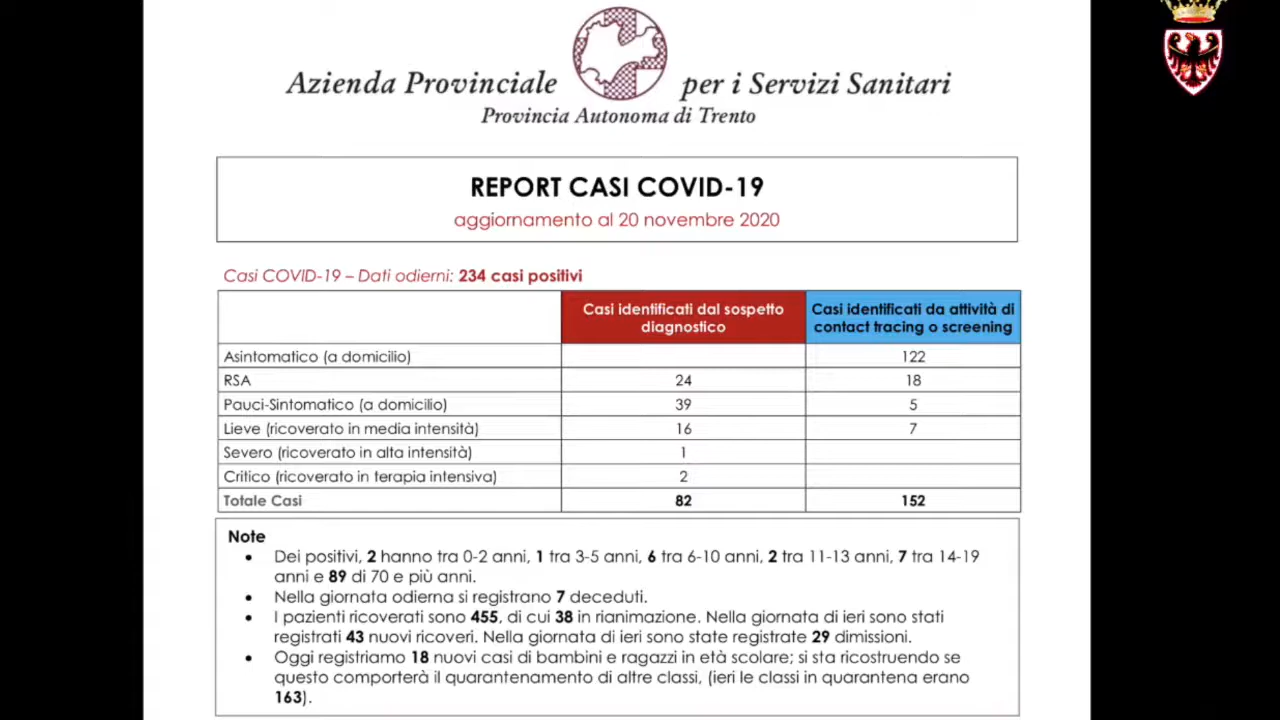 Azienda Provinciale per i Servizi Sanitari
Provincia Autonoma di Trento
REPORT CASI COVID-19
aggiornamento al 20 novembre 2020
Casi COVID-19 – Dati odierni: 234 casi positivi
Casi identificati dal sospetto diagnostico Casi identificati da attività di contact tracing o screening
Asintomatico (a domicilio) 122
RSA 24 18
Pauci-Sintomatico (a domicilio) 39 5
Lieve (ricoverato in media intensità) 16 7
Severo (ricoverato in alta intensità) 1
Critico (ricoverato in terapia intensiva) 2
Totale Casi 82 152
Note
• Dei positivi, 2 hanno tra 0-2 anni, 1 tra 3-5 anni, 6 tra 6-10 anni, 2 tra 11-13 anni, 7 tra 14-19
anni e 89 di 70 e più anni.
• Nella giornata odierna si registrano 7 deceduti.
• I pazienti ricoverati sono 455, di cui 38 in rianimazione. Nella giornata di ieri sono stati
registrati 43 nuovi ricoveri. Nella giornata di ieri sono state registrate 29 dimissioni.
• Oggi registriamo 18 nuovi casi di bambini e ragazzi in età scolare; si sta ricostruendo se
questo comporterà il quarantenamento di altre classi, (ieri le classi in quarantena erano
163).